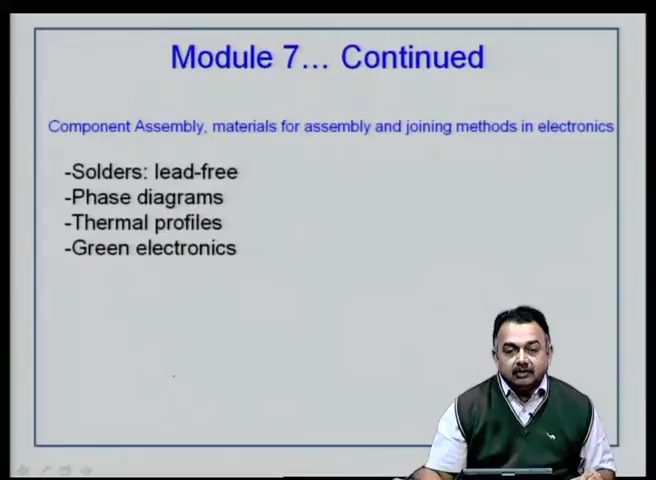 Module 7... Continued
Component Assembly, materials for assembly and joining methods in electronics
-Solders: lead-free
-Phase diagrams
-Thermal profiles
-Green electronics